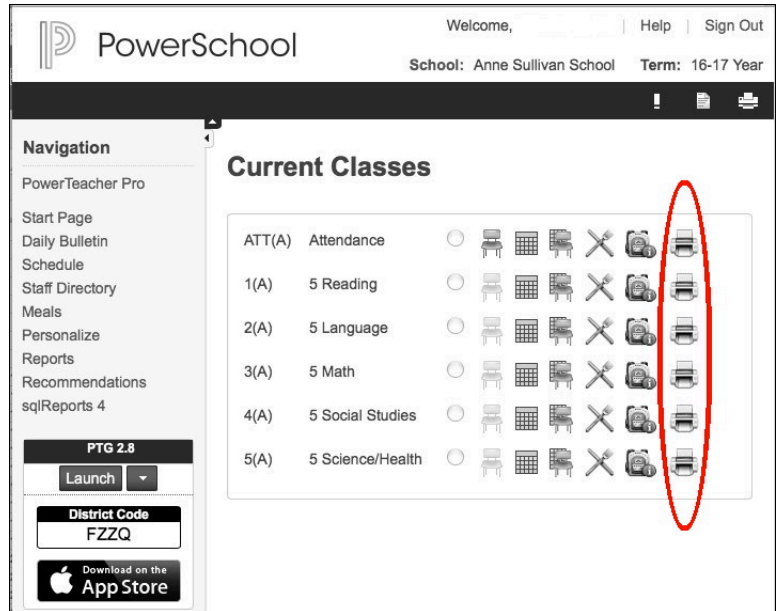 PowerSchool
Welcome, | Help | Sign Out
School: Anne Sullivan School Term: 16-17 Year
Navigation
PowerTeacher Pro
Start Page
Daily Bulletin
Schedule
Staff Directory
Meals
Personalize
Reports
Recommendations
sqlReports 4
PTG 2.8
Launch
District Code
FZZQ
Download on the
App Store
Current Classes
ATT(A) Attendance
1(A) 5 Reading
2(A) 5 Language
3(A) 5 Math
4(A) 5 Social Studies
5(A) 5 Science/Health